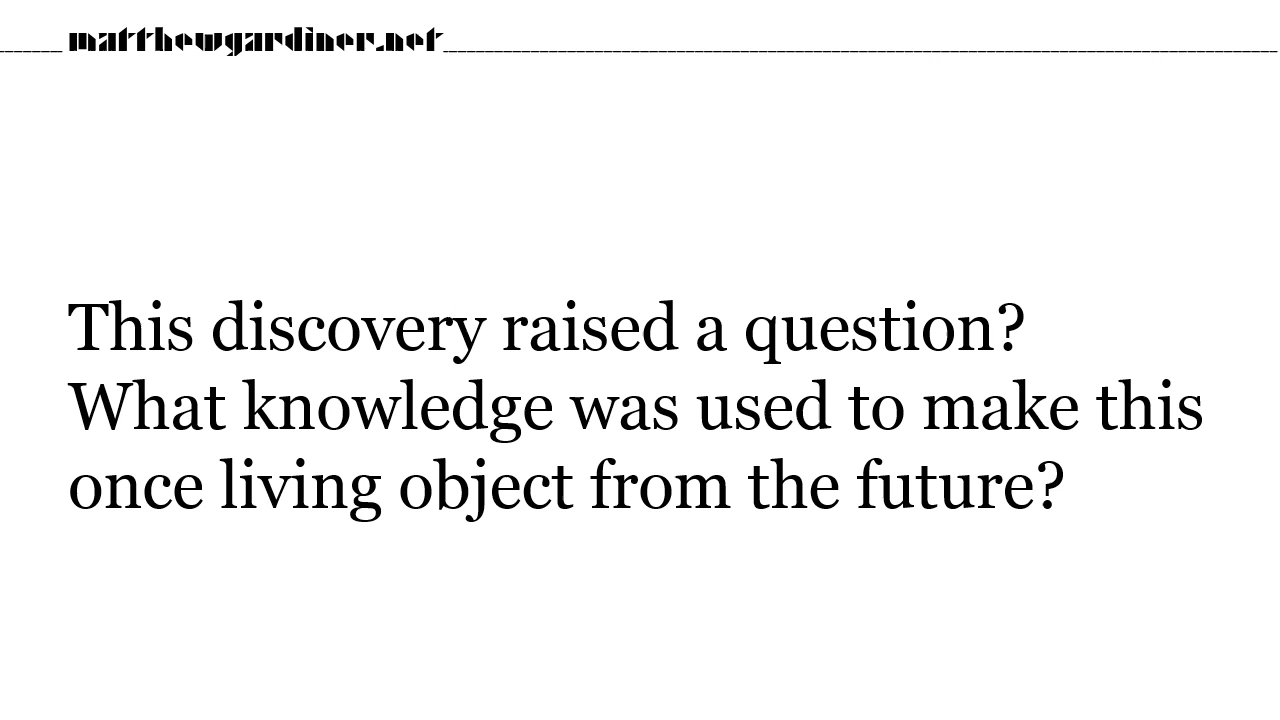 matthewgardiner.net
This discovery raised a question?
What knowledge was used to make this
once living object from the future?